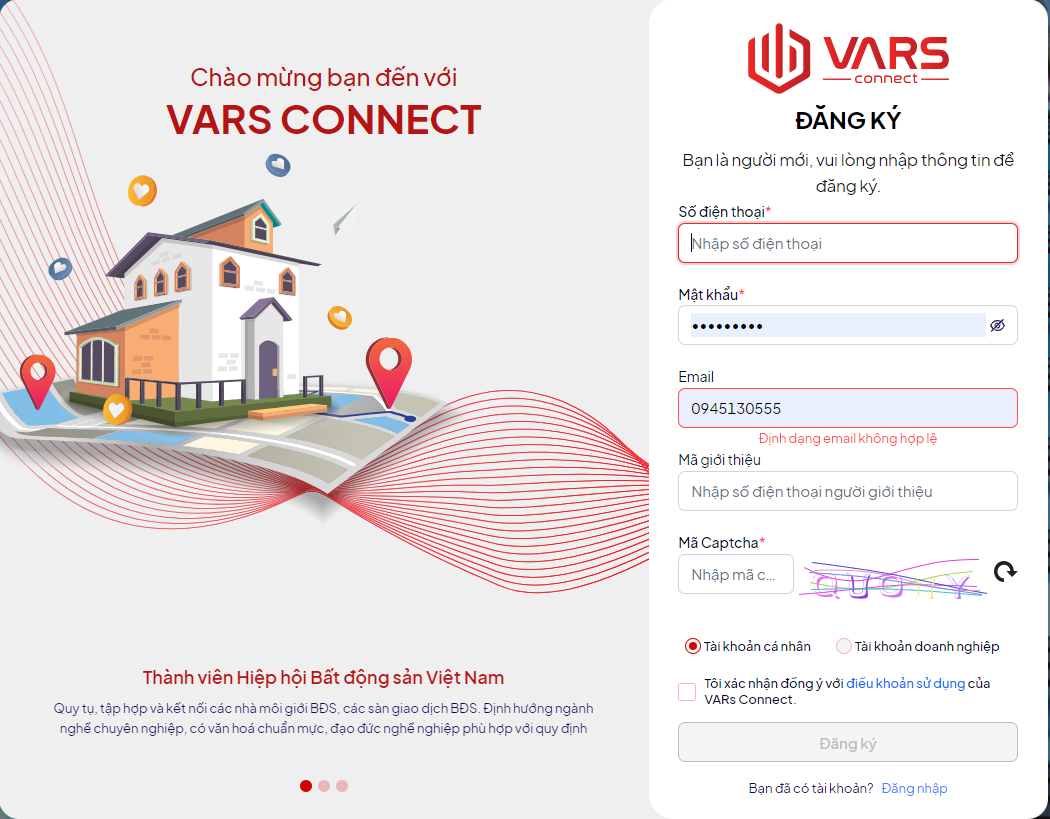 Chào mừng bạn đến với
VARS CONNECT
Thành viên Hiệp hội Bất động sản Việt Nam
Quy tụ, tập hợp và kết nối các nhà môi giới BĐS, các sàn giao dịch BĐS. Định hướng ngành
nghề chuyên nghiệp, có văn hoá chuẩn mực, đạo đức nghề nghiệp phù hợp với quy định
VARS
connect
ĐĂNG KÝ
Bạn là người mới, vui lòng nhập thông tin để
đăng ký.
Số điện thoại*
Nhập số điện thoại
Mật khẩu*
•••••••••
Email
0945130555
Định dạng email không hợp lệ
Mã giới thiệu
Nhập số điện thoại người giới thiệu
Mã Captcha*
Nhập mã c...
Tài khoản cá nhân
Tài khoản doanh nghiệp
Tôi xác nhận đồng ý với điều khoản sử dụng của
VARs Connect.
Đăng ký
Bạn đã có tài khoản? Đăng nhập